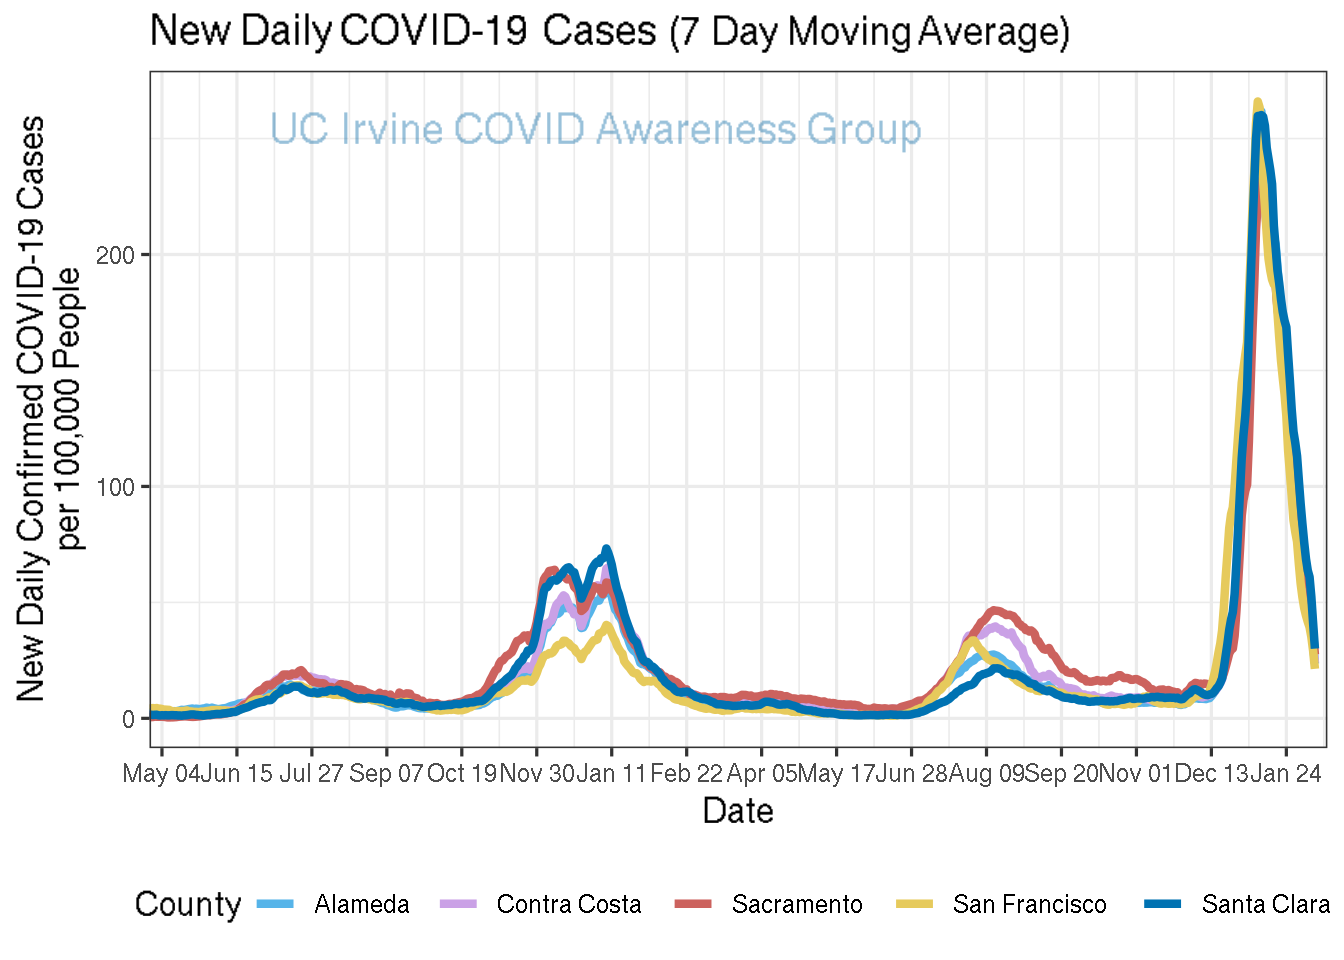 New Daily COVID-19 Cases (7 Day Moving Average)
UC Irvine COVID Awareness Group
New Daily Confirmed COVID-19 Cases
per 100,000 People
200
100
0
May 04 Jun 15 Jul 27 Sep 07 Oct 19 Nov 30 Jan 11 Feb 22 Apr 05 May 17 Jun 28 Aug 09 Sep 20 Nov 01 Dec 13 Jan 24
Date
County Alameda Contra Costa Sacramento San Francisco Santa Clara